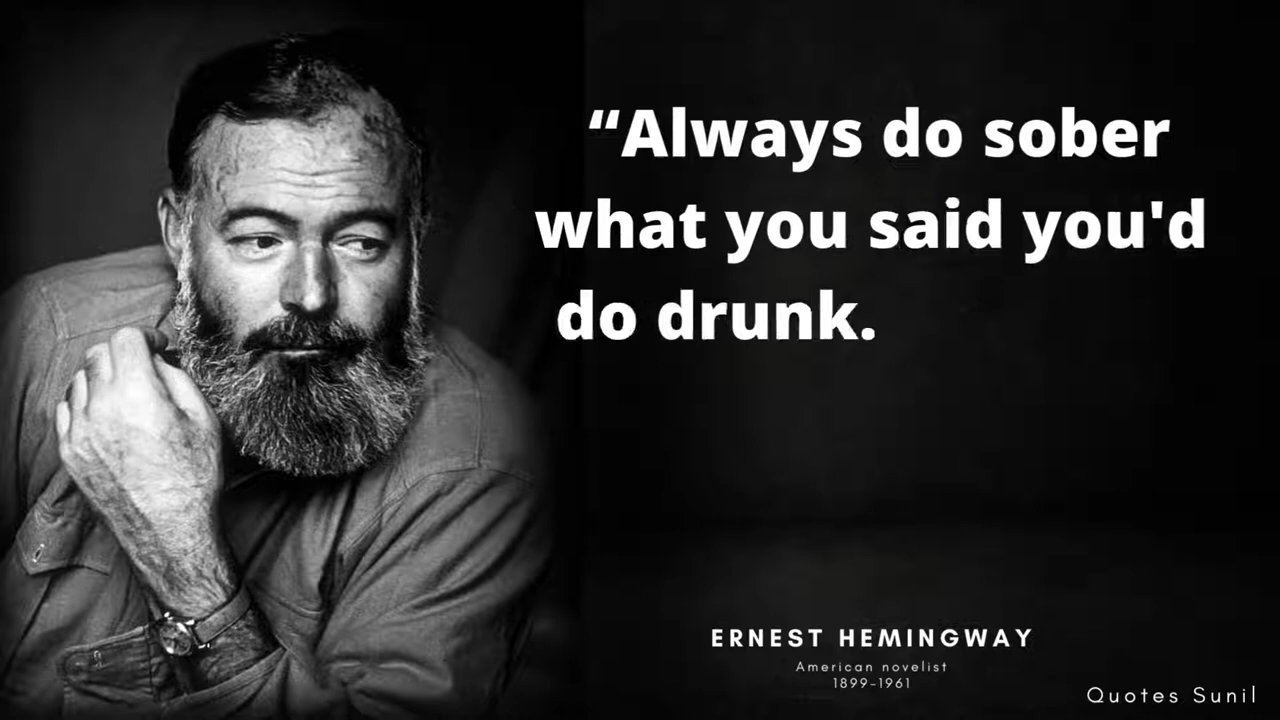 “Always do sober
what you said you'd
do drunk.
ERNEST HEMINGWAY
American novelist
1899-1961
Quotes Sunil